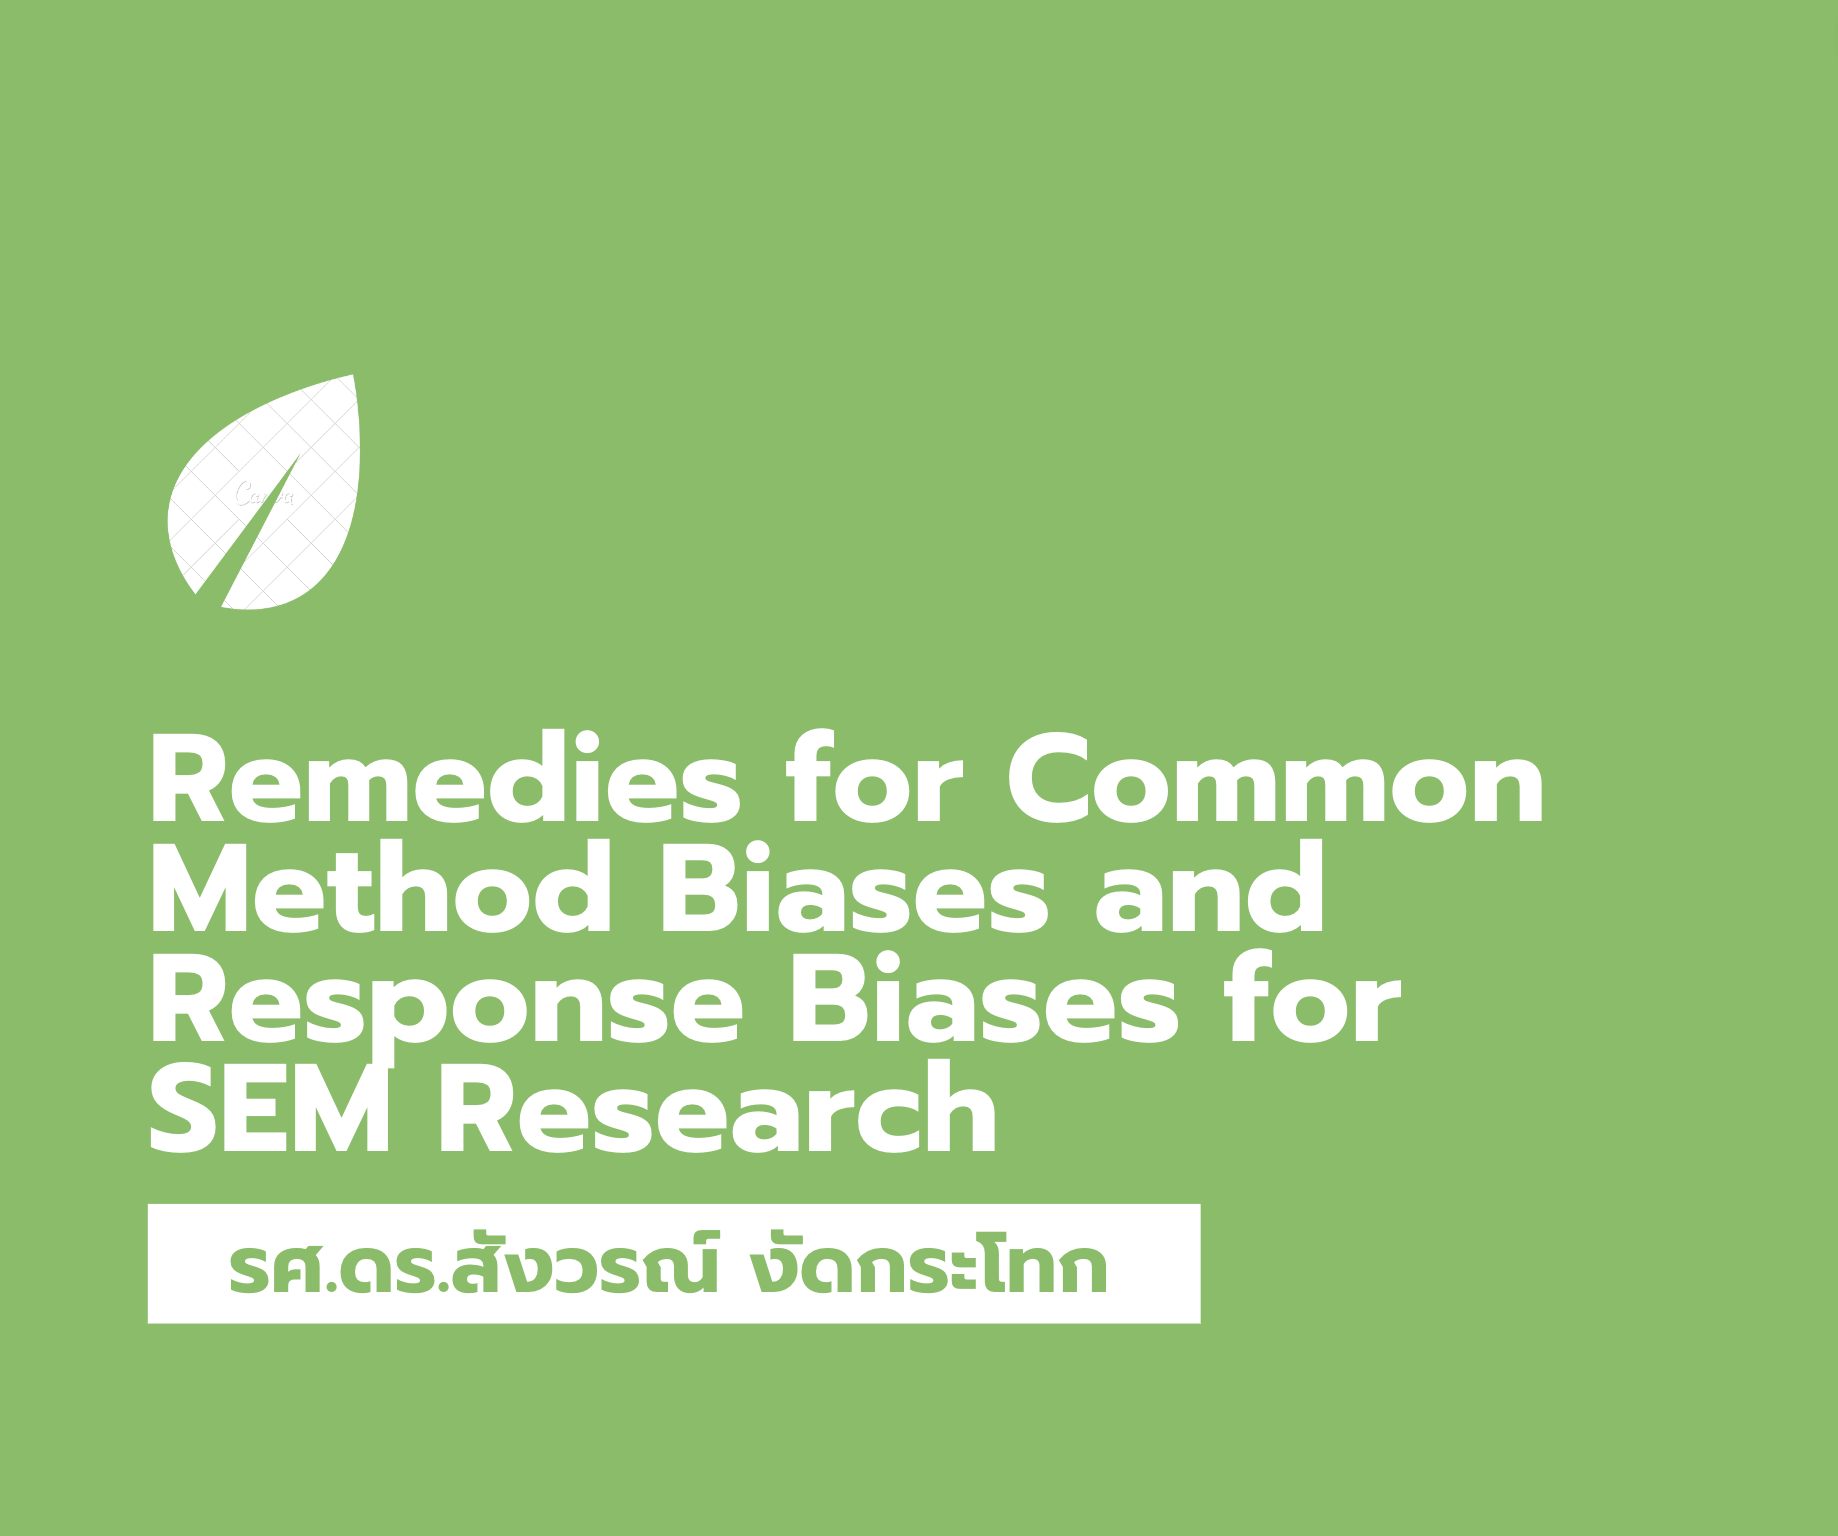 Canva
Remedies for Common
Method Biases and
Response Biases for
SEM Research
รศ.ดร.สังวรณ์ งัดกระโทก